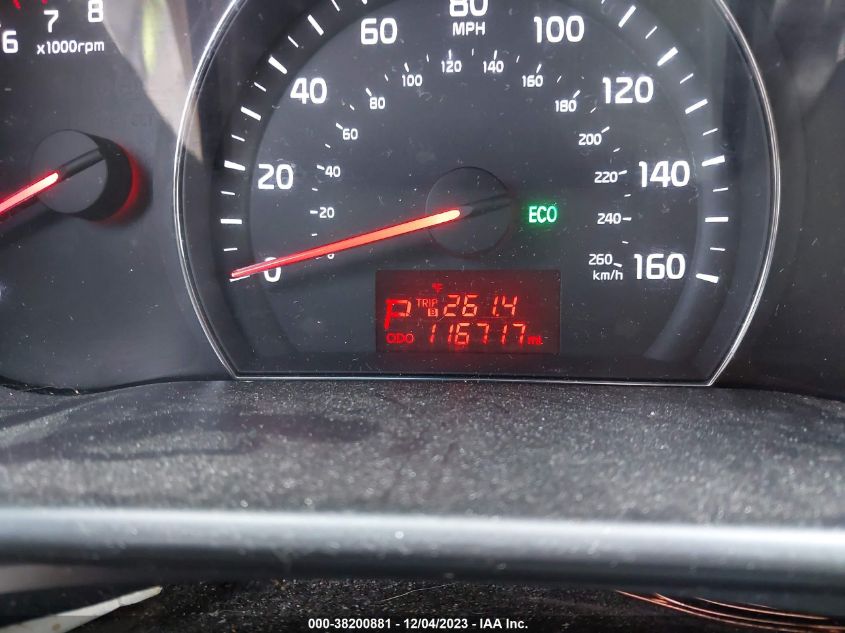 6 7 8
x1000rpm
0 20 40 60 80 100 120 140 160
MPH
20 40 60 80 100 120 140 160 180 200 220 240 260
km/h
ECO
°F
P TRIP B 261.4
ODO 116717 mi.
000-38200881 - 12/04/2023 - IAA Inc.